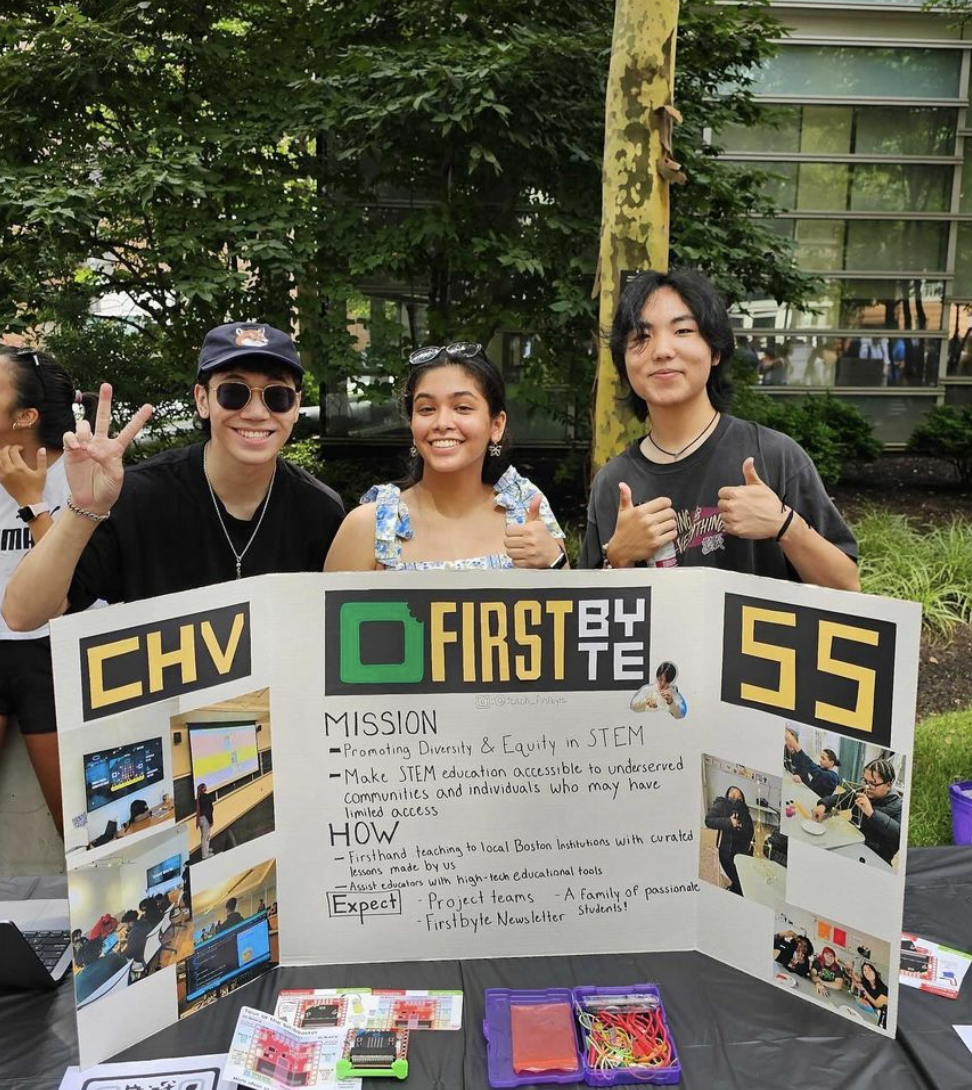 CHV
FIRST
BY
TE
55
MISSION
- Promoting Diversity & Equity in STEM
- Make STEM education accessible to underserved
communities and individuals who may have
limited access
HOW
- Firsthand teaching to local Boston Institutions with curated
lessons made by us
- Assist educators with high-tech educational tools
Expect - Project teams - A family of passionate
students!
- Firstbyte Newsletter